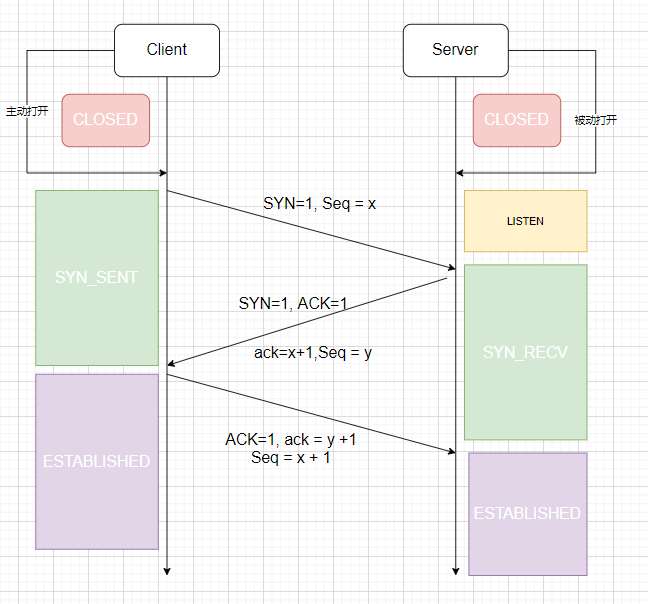 Client
Server
CLOSED
CLOSED
主动打开
被动打开
SYN=1, Seq = x
LISTEN
SYN_SENT
SYN=1, ACK=1
ack=x+1,Seq = y
SYN_RECV
ACK=1, ack = y +1
Seq = x + 1
ESTABLISHED
ESTABLISHED